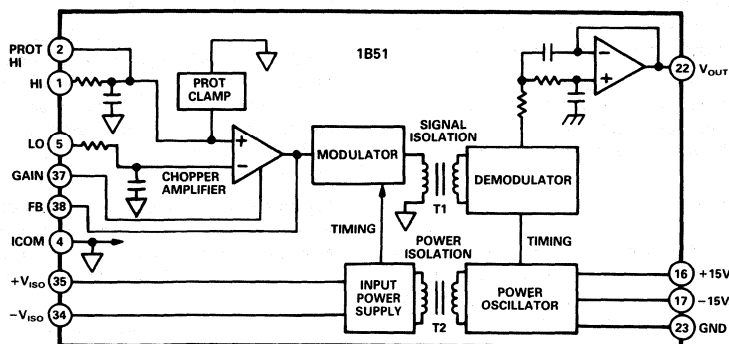 1B51
PROT HI
2
HI
1
LO
5
GAIN
37
FB
38
ICOM
4
+VISO
35
−VISO
34
PROT
CLAMP
+
−
CHOPPER
AMPLIFIER
MODULATOR
SIGNAL
ISOLATION
T1
DEMODULATOR
−
+
22
VOUT
TIMING
POWER
ISOLATION
TIMING
INPUT
POWER
SUPPLY
T2
POWER
OSCILLATOR
16
+15V
17
−15V
23
GND